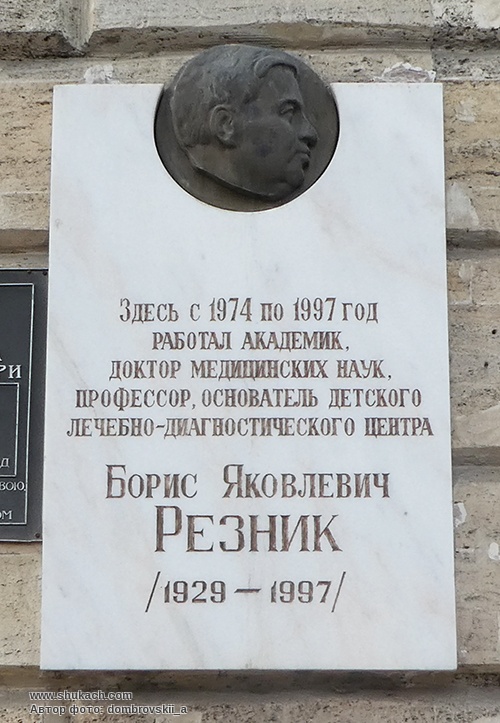 Здесь с 1974 по 1997 год
работал академик,
доктор медицинских наук,
профессор, основатель детского
лечебно-диагностического центра
Борис Яковлевич
Резник
/1929 – 1997/
www.shukach.com
Автор фото: dombrovskii_a